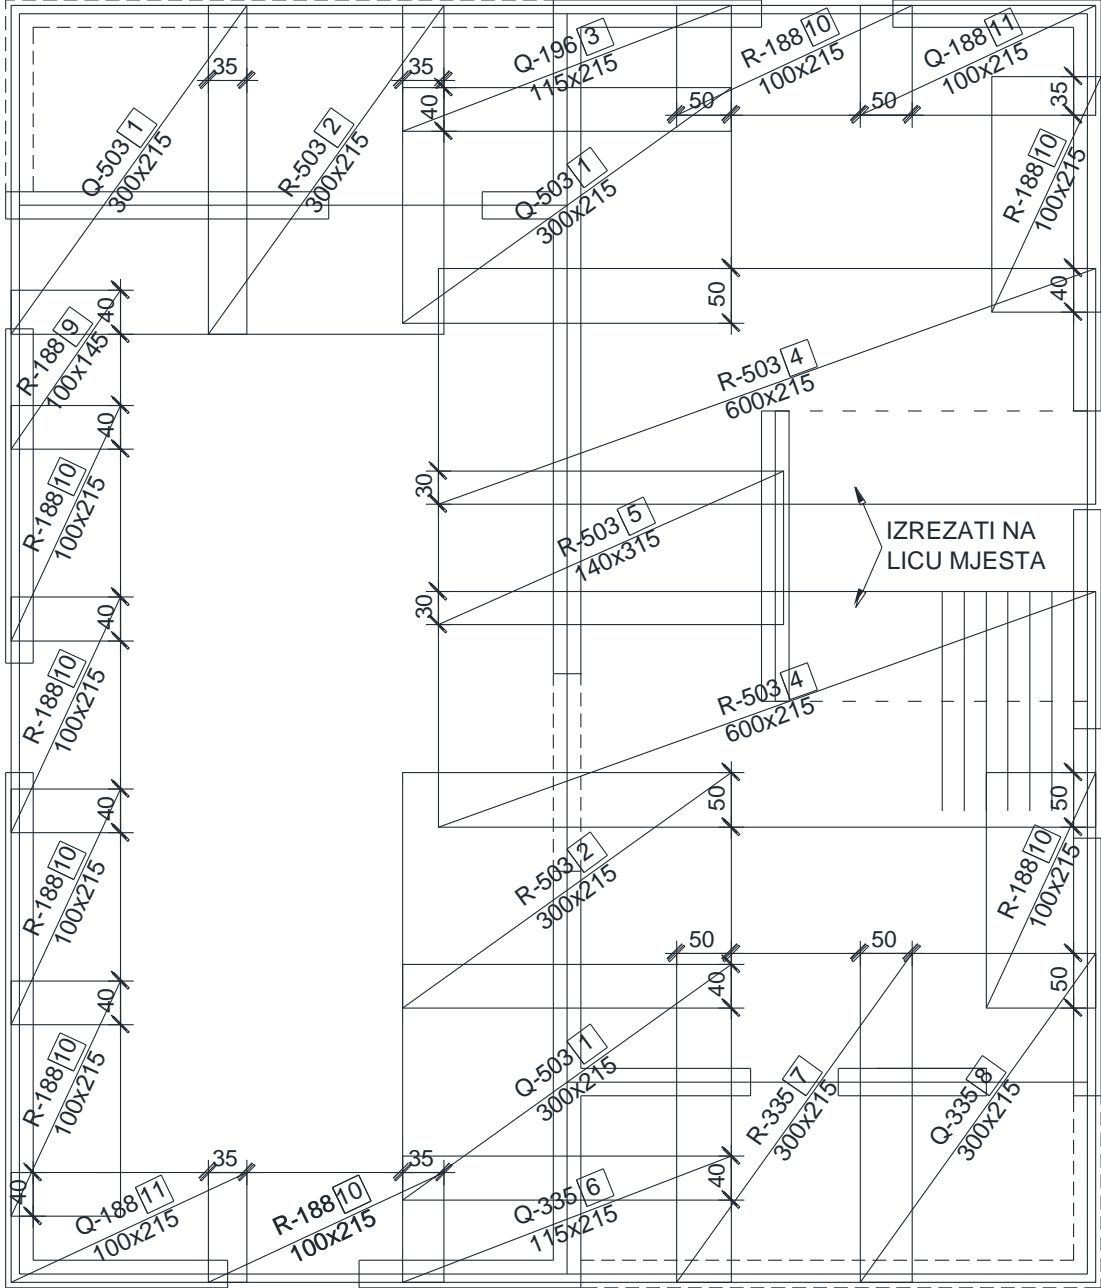 Q-196 3
115x215
R-188 10
100x215
Q-188 11
100x215
35
35
40
50
50
35
Q-503 1
300x215
R-503 2
300x215
Q-503 1
300x215
R-188 10
100x215
40
50
40
R-188 9
100x145
R-503 4
600x215
40
R-188 10
100x215
30
R-503 5
140x315
IZREZATI NA
LICU MJESTA
40
30
R-188 10
100x215
R-503 4
600x215
40
50
50
R-188 10
100x215
R-503 2
300x215
R-188 10
100x215
50
50
40
40
50
R-188 10
100x215
Q-503 1
300x215
R-335 7
300x215
Q-335 8
300x215
35
35
40
40
Q-188 11
100x215
R-188 10
100x215
Q-335 6
115x215